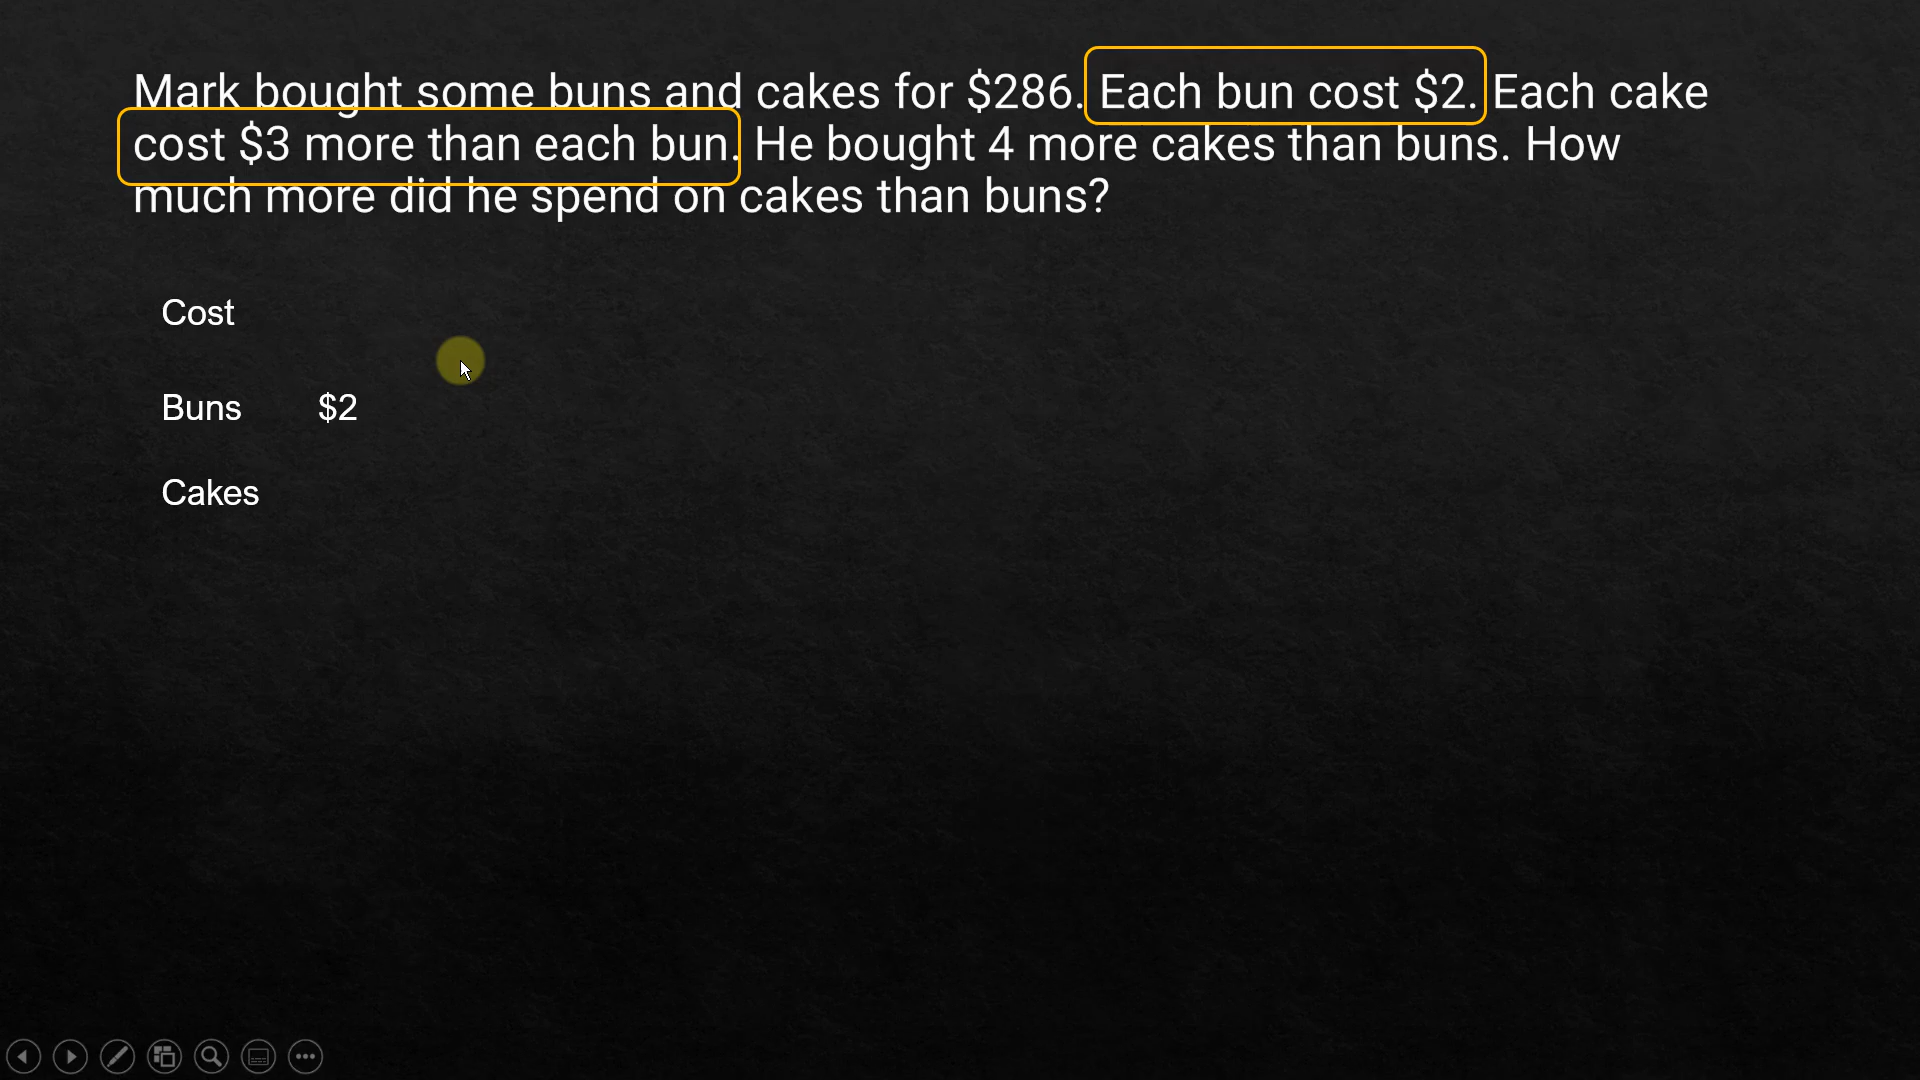 Mark bought some buns and cakes for $286. Each bun cost $2. Each cake
cost $3 more than each bun. He bought 4 more cakes than buns. How
much more did he spend on cakes than buns?
Cost
Buns $2
Cakes